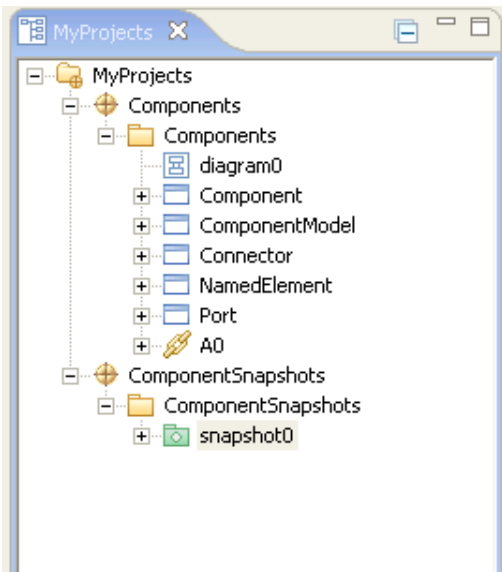 MyProjects
MyProjects
Components
Components
diagram0
Component
ComponentModel
Connector
NamedElement
Port
A0
ComponentSnapshots
ComponentSnapshots
snapshot0